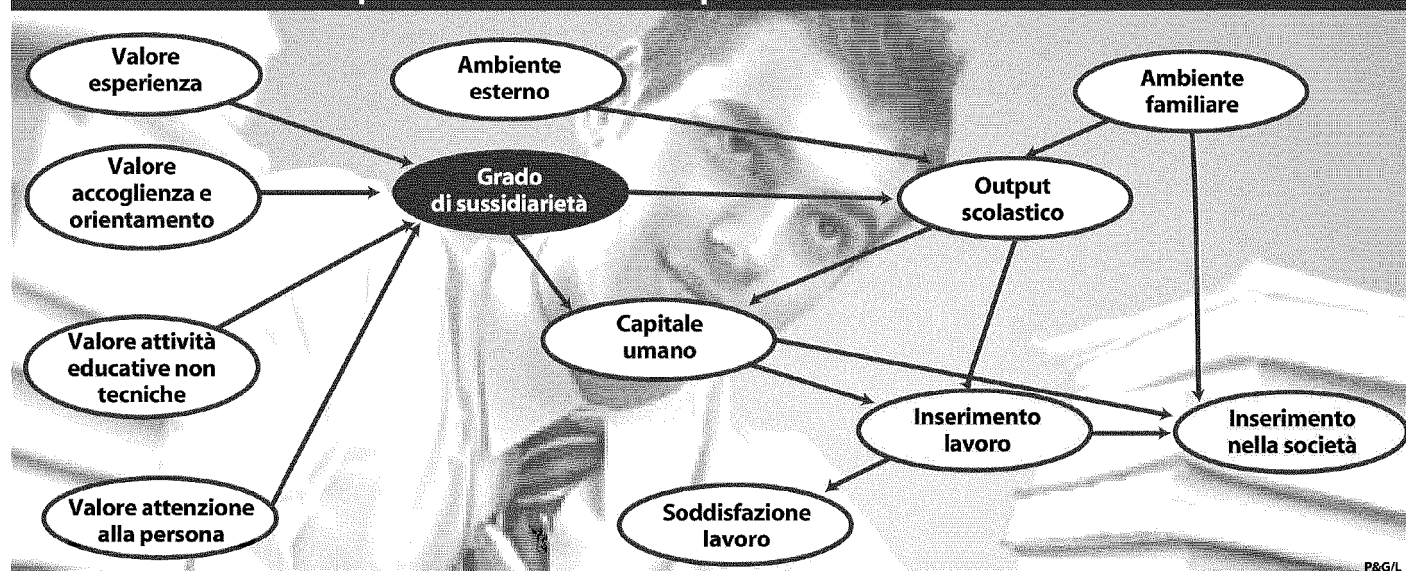 Valore
esperienza
Ambiente
esterno
Ambiente
familiare
Valore
accoglienza e
orientamento
Grado
di sussidiarietà
Output
scolastico
Capitale
umano
Valore attività
educative non
tecniche
Inserimento
lavoro
Inserimento
nella società
Valore attenzione
alla persona
Soddisfazione
lavoro
P&G/L